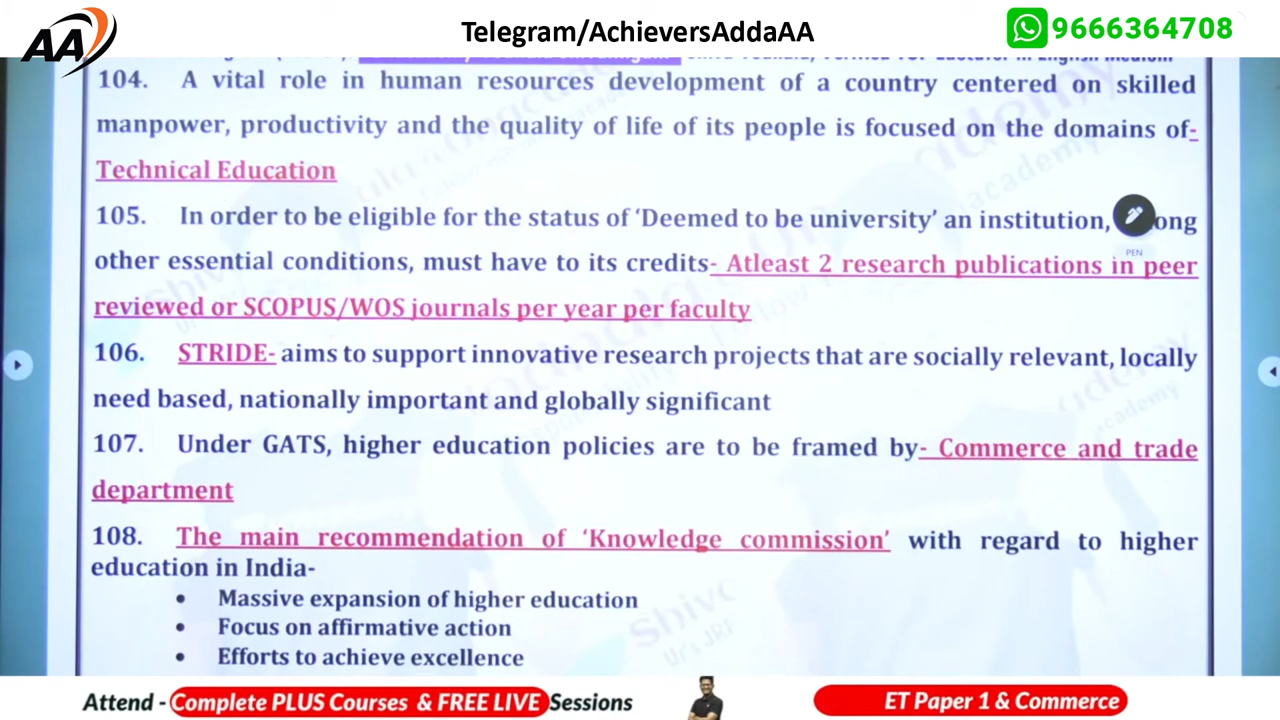 AA
Telegram/AchieversAddaAA
9666364708
104. A vital role in human resources development of a country centered on skilled
manpower, productivity and the quality of life of its people is focused on the domains of-
Technical Education
105. In order to be eligible for the status of ‘Deemed to be university’ an institution, ong
PEN
other essential conditions, must have to its credits- Atleast 2 research publications in peer
reviewed or SCOPUS/WOS journals per year per faculty
106. STRIDE- aims to support innovative research projects that are socially relevant, locally
need based, nationally important and globally significant
107. Under GATS, higher education policies are to be framed by- Commerce and trade
department
108. The main recommendation of ‘Knowledge commission’ with regard to higher
education in India-
• Massive expansion of higher education
• Focus on affirmative action
• Efforts to achieve excellence
Attend - Complete PLUS Courses & FREE LIVE Sessions
ET Paper 1 & Commerce